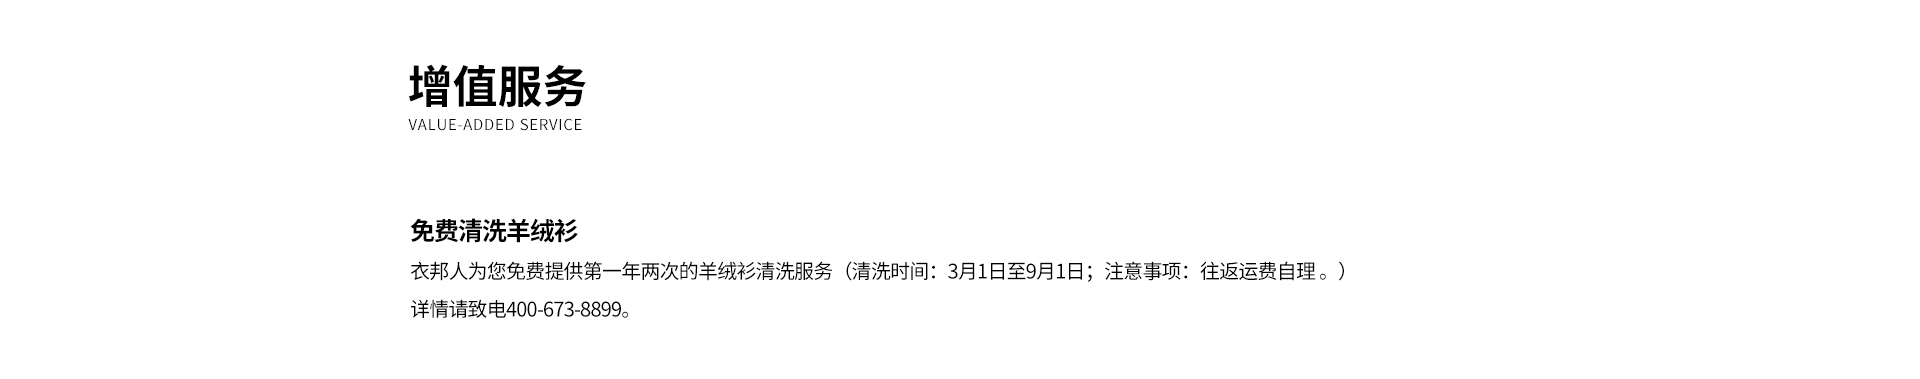 增值服务
VALUE-ADDED SERVICE
免费清洗羊绒衫
衣邦人为您免费提供第一年两次的羊绒衫清洗服务（清洗时间：3月1日至9月1日；注意事项：往返运费自理 。）
详情请致电400-673-8899。